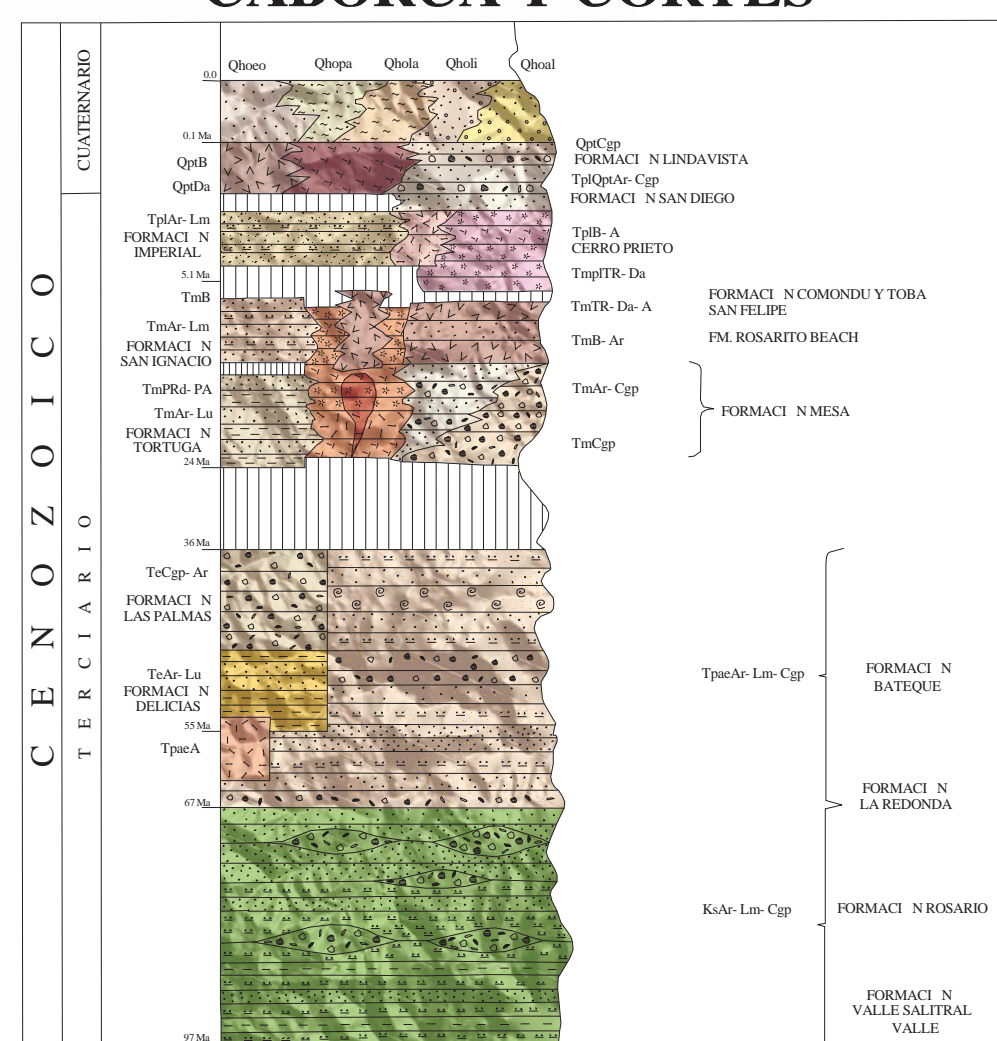 CABORCA Y CORTÉS
CENOZOICO
CUATERNARIO
TERCIARIO
Qhoeo
Qhopa
Qhola
Qholi
Qhoal
0.0
0.1 Ma
QptB
QptDa
TplAr- Lm
FORMACI N
IMPERIAL
5.1 Ma
TmB
TmAr- Lm
FORMACI N
SAN IGNACIO
TmPRd- PA
TmAr- Lu
FORMACI N
TORTUGA
24 Ma
36 Ma
TeCgp- Ar
FORMACI N
LAS PALMAS
TeAr- Lu
FORMACI N
DELICIAS
55 Ma
TpaeA
67 Ma
97 Ma
QptCgp
FORMACI N LINDAVISTA
TplQptAr- Cgp
FORMACI N SAN DIEGO
TplB- A
CERRO PRIETO
TmplTR- Da
TmTR- Da- A
FORMACI N COMONDU Y TOBA
SAN FELIPE
TmB- Ar
FM. ROSARITO BEACH
TmAr- Cgp
FORMACI N MESA
TmCgp
TpaeAr- Lm- Cgp
FORMACI N
BATEQUE
FORMACI N
LA REDONDA
KsAr- Lm- Cgp
FORMACI N ROSARIO
FORMACI N
VALLE SALITRAL
VALLE